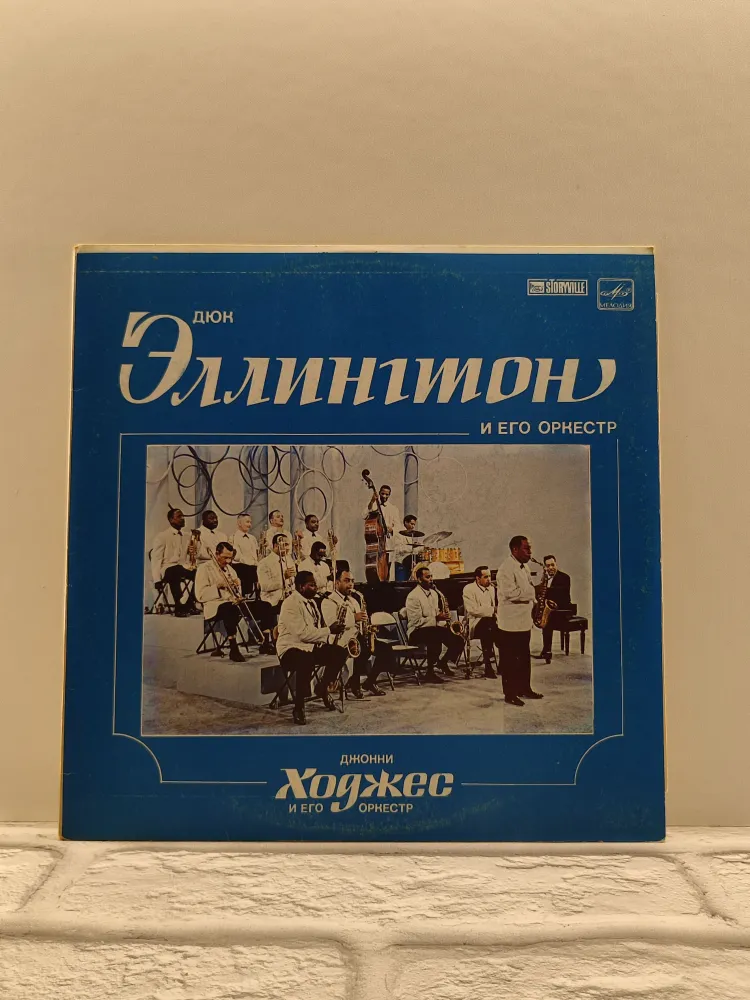 STORYVILLE
МЕЛОДИЯ
ДЮК
Эллингтон
И ЕГО ОРКЕСТР
ДЖОННИ
Ходжес
И ЕГО ОРКЕСТР